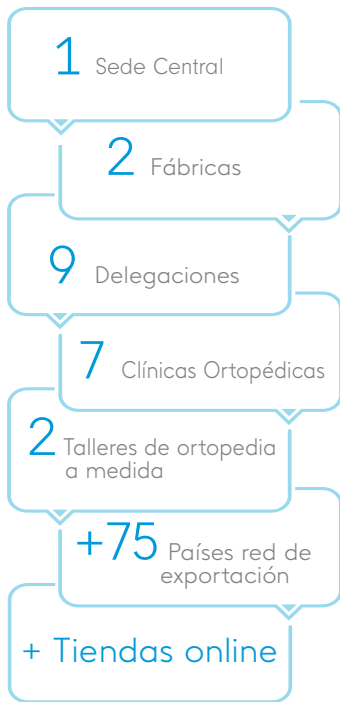 1 Sede Central
2 Fábricas
9 Delegaciones
7 Clínicas Ortopédicas
2 Talleres de ortopedia
a medida
+75 Países red de
exportación
+ Tiendas online